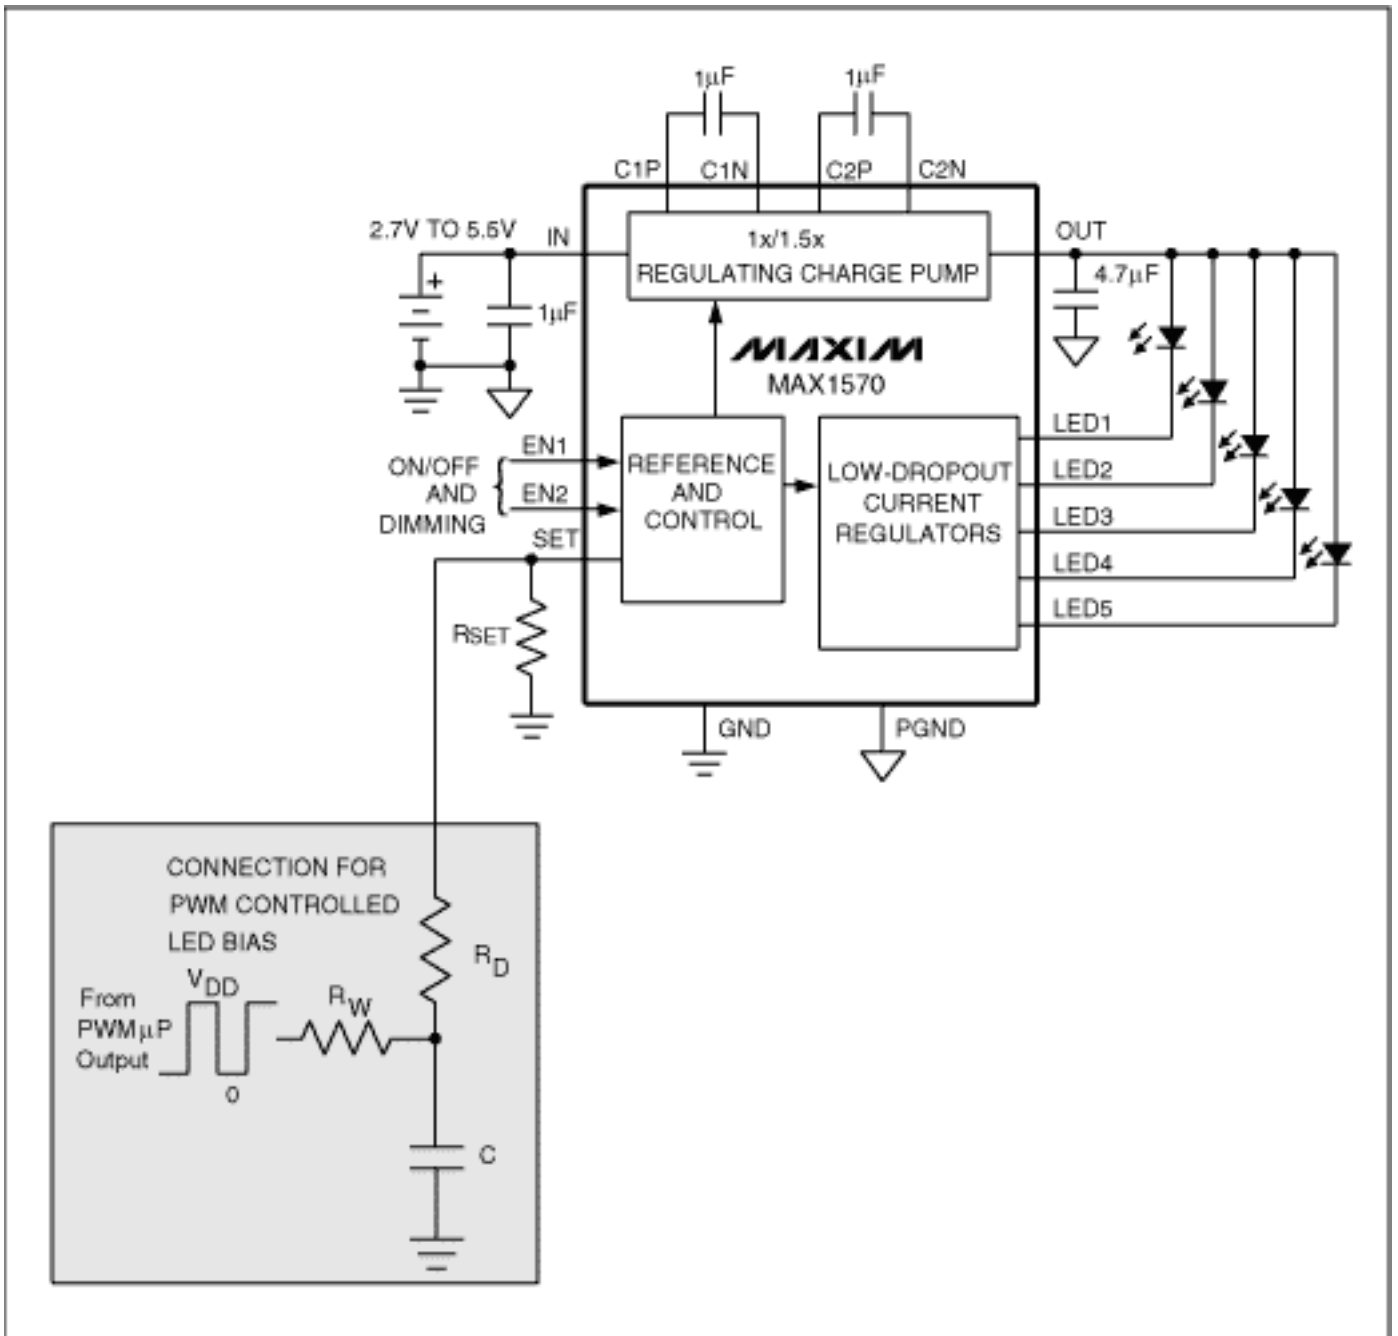 1µF
1µF
C1P
C1N
C2P
C2N
2.7V TO 5.5V
IN
1x/1.5x
REGULATING CHARGE PUMP
OUT
+
1µF
4.7µF
MAXIM
MAX1570
ON/OFF
AND
DIMMING
EN1
EN2
SET
REFERENCE
AND
CONTROL
LOW-DROPOUT
CURRENT
REGULATORS
LED1
LED2
LED3
LED4
LED5
RSET
GND
PGND
CONNECTION FOR
PWM CONTROLLED
LED BIAS
VDD
From
PWM µP
Output
0
RW
RD
C